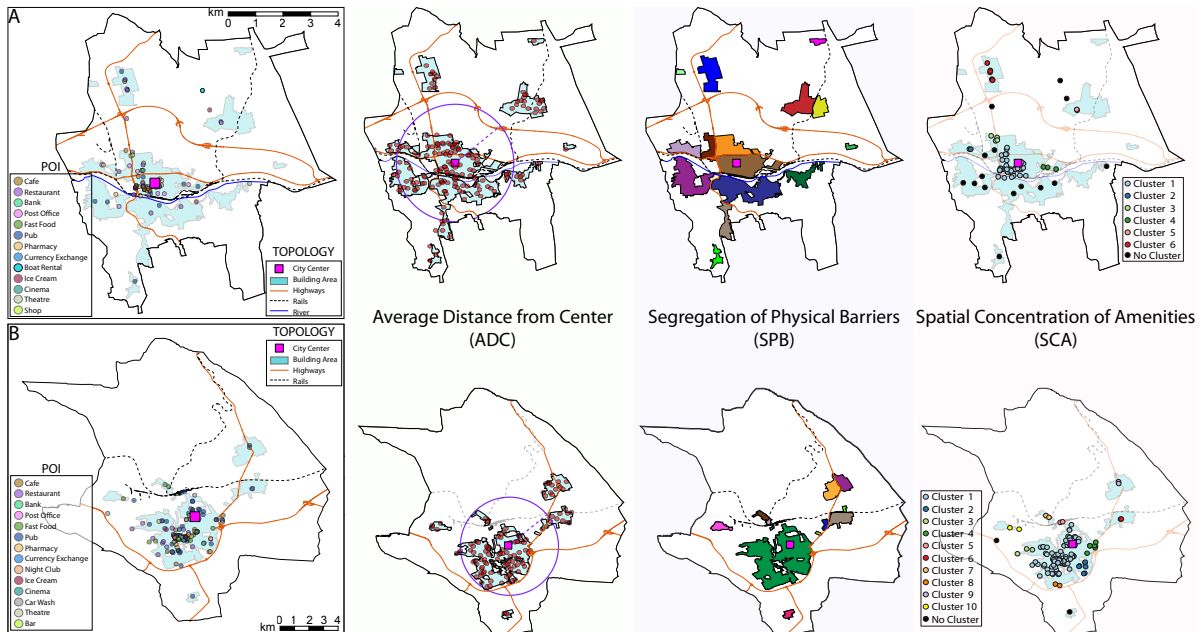 A
km
0 1 2 3 4
POI
Cafe
Restaurant
Bank
Post Office
Fast Food
Pub
Pharmacy
Currency Exchange
Boat Rental
Ice Cream
Cinema
Theatre
Shop
TOPOLOGY
City Center
Building Area
Highways
Rails
River
Cluster 1
Cluster 2
Cluster 3
Cluster 4
Cluster 5
Cluster 6
No Cluster
Average Distance from Center
(ADC)
Segregation of Physical Barriers
(SPB)
Spatial Concentration of Amenities
(SCA)
B
TOPOLOGY
City Center
Building Area
Highways
Rails
POI
Cafe
Restaurant
Bank
Post Office
Fast Food
Pub
Pharmacy
Currency Exchange
Night Club
Ice Cream
Cinema
Car Wash
Theatre
Bar
km
0 1 2 3 4
Cluster 1
Cluster 2
Cluster 3
Cluster 4
Cluster 5
Cluster 6
Cluster 7
Cluster 8
Cluster 9
Cluster 10
No Cluster